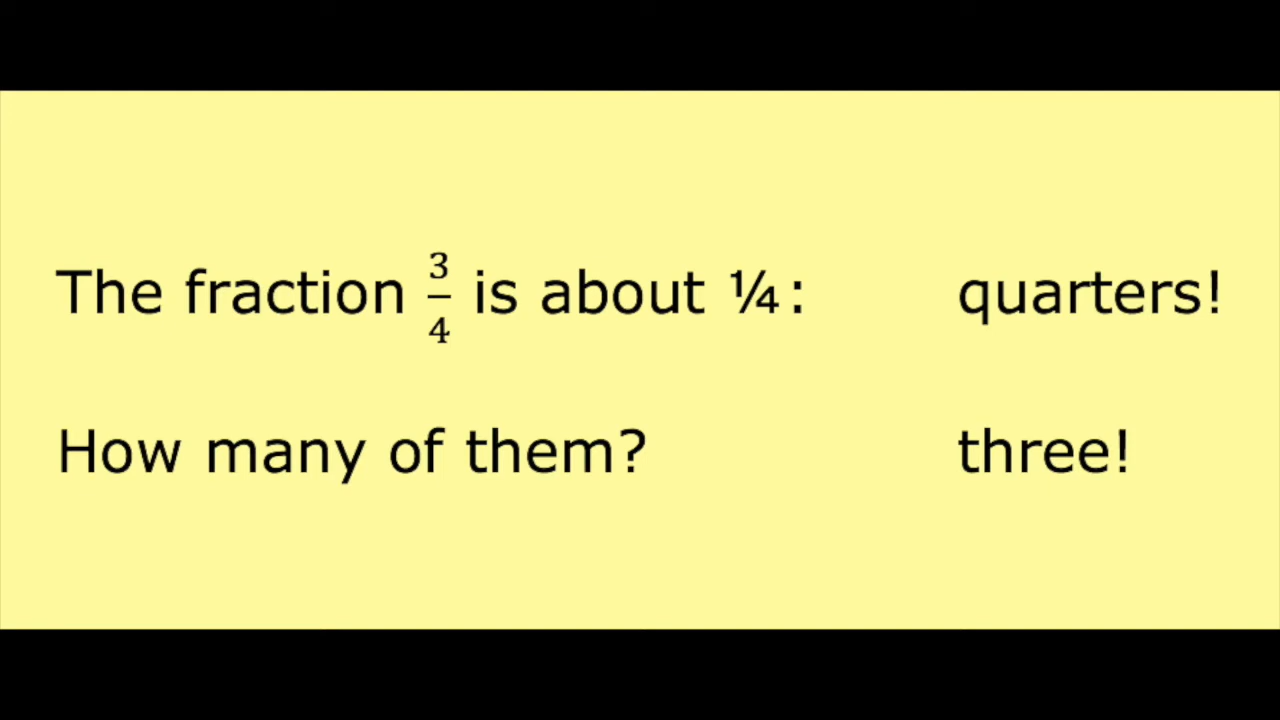 The fraction 3/4 is about ¼: quarters!
How many of them? three!